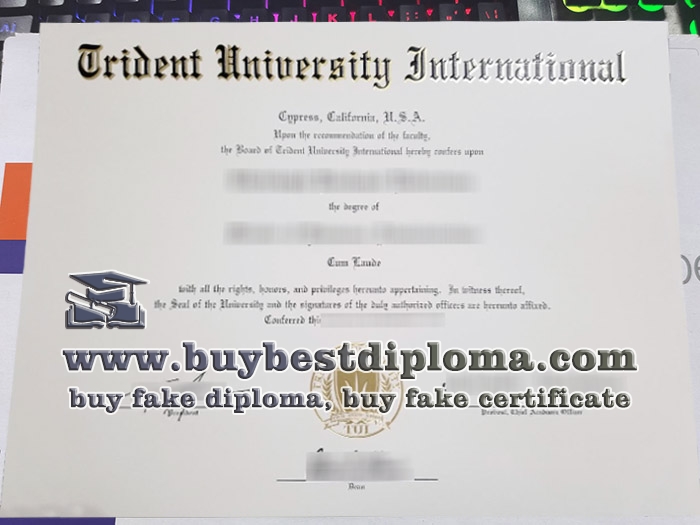 Trident University International
Cypress, California, U.S.A.
Upon the recommendation of the faculty,
the Board of Trident University International hereby confers upon
the degree of
Cum Laude
with all the rights, honors, and privileges hereunto appertaining. In witness thereof,
the Seal of the University and the signatures of the duly authorized officers are hereunto affixed.
Conferred this
www.buybestdiploma.com
buy fake diploma, buy fake certificate
President
Provost, Chief Academic Officer
TUI
Dean